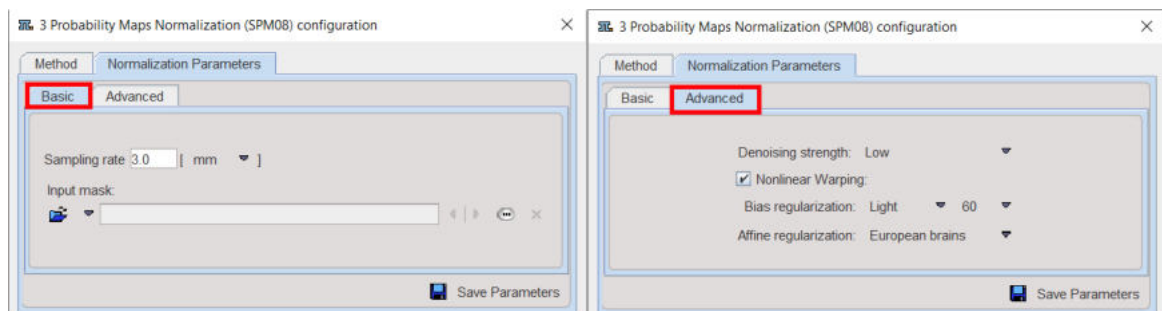 3 Probability Maps Normalization (SPM08) configuration
Method Normalization Parameters
Basic Advanced
Sampling rate 3.0 [ mm ]
Input mask:
Save Parameters
3 Probability Maps Normalization (SPM08) configuration
Method Normalization Parameters
Basic Advanced
Denoising strength: Low
Nonlinear Warping:
Bias regularization: Light 60
Affine regularization: European brains
Save Parameters